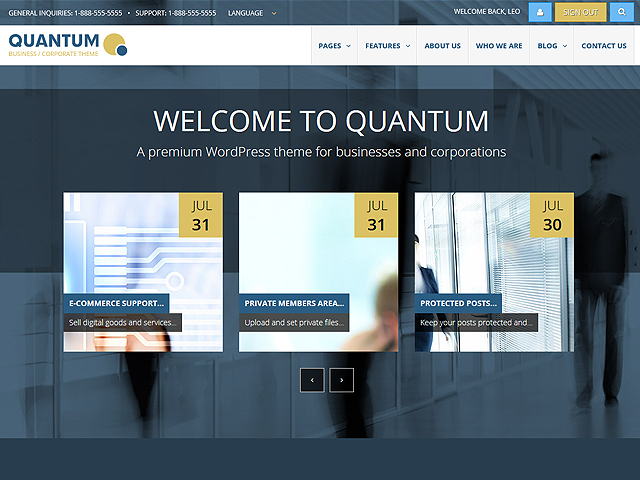 GENERAL INQUIRIES: 1-888-555-5555 • SUPPORT: 1-888-555-5555 LANGUAGE WELCOME BACK, LEO SIGN OUT
QUANTUM
BUSINESS / CORPORATE THEME
PAGES FEATURES ABOUT US WHO WE ARE BLOG CONTACT US
WELCOME TO QUANTUM
A premium WordPress theme for businesses and corporations
JUL
31
E-COMMERCE SUPPORT...
Sell digital goods and services...
JUL
31
PRIVATE MEMBERS AREA...
Upload and set private files...
JUL
30
PROTECTED POSTS...
Keep your posts protected and...